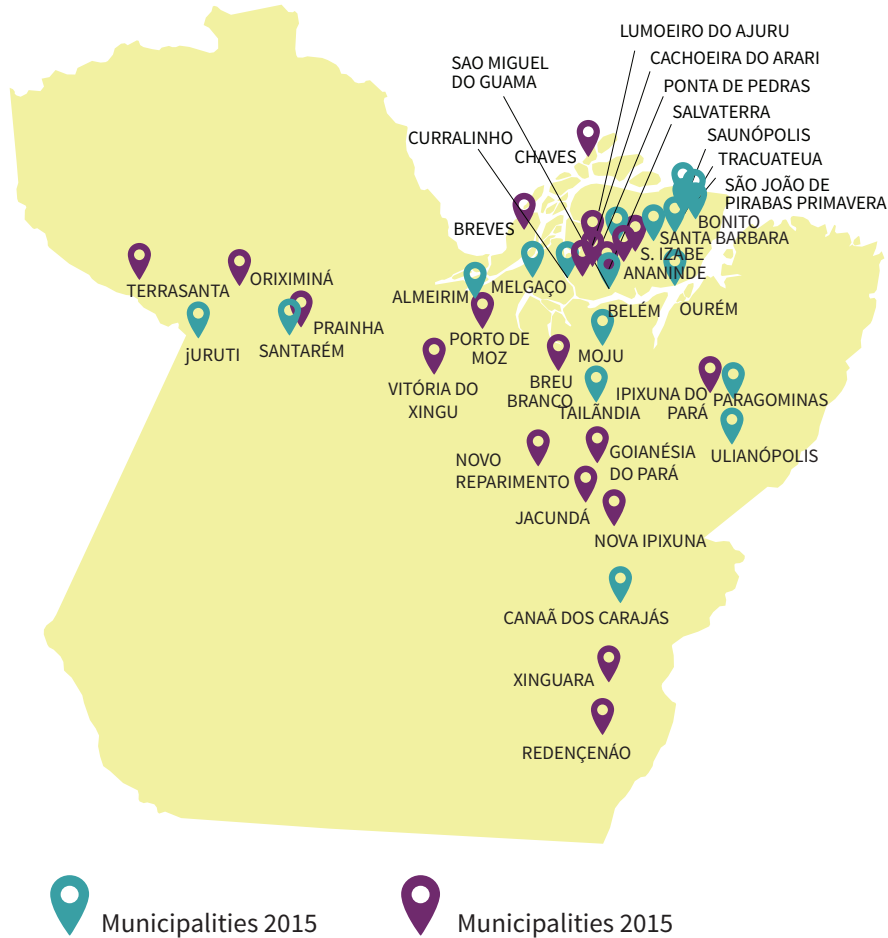 LUMOEIRO DO AJURU
CACHOEIRA DO ARARI
SAO MIGUEL
DO GUAMA
PONTA DE PEDRAS
SALVATERRA
CURRALINHO
SAUNÓPOLIS
CHAVES
TRACUATEUA
SÃO JOÃO DE
PIRABAS PRIMAVERA
BREVES
BONITO
SANTA BARBARA
S. IZABE
ANANINDE
TERRASANTA
ORIXIMINÁ
ALMEIRIM
MELGAÇO
BELÉM
OURÉM
PRAINHA
SANTARÉM
jURUTI
PORTO DE
MOZ
MOJU
VITÓRIA DO
XINGU
BREU
BRANCO
TAILÃNDIA
IPIXUNA DO
PARÁ
PARAGOMINAS
ULIANÓPOLIS
NOVO
REPARIMENTO
GOIANÉSIA
DO PARÁ
JACUNDÁ
NOVA IPIXUNA
CANAÃ DOS CARAJÁS
XINGUARA
REDENÇENÁO
Municipalities 2015
Municipalities 2015